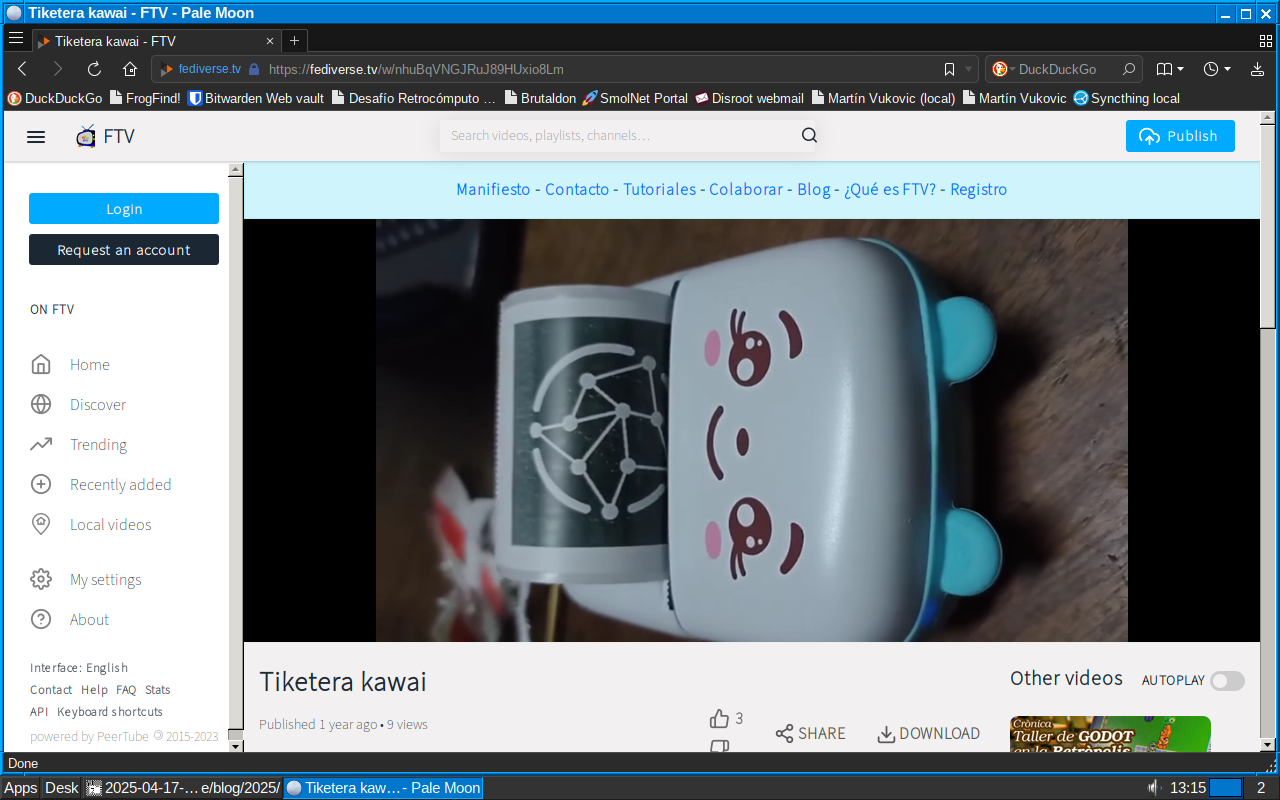 Tiketera kawai - FTV - Pale Moon
Tiketera kawai - FTV
fediverse.tv https://fediverse.tv/w/nhuBqVNGJRuJ89HUxio8Lm DuckDuckGo
DuckDuckGo FrogFind! Bitwarden Web vault Desafío Retrocómputo … Brutaldon SmolNet Portal Disroot webmail Martín Vukovic (local) Martín Vukovic Syncthing local
FTV Search videos, playlists, channels… Publish
Manifiesto - Contacto - Tutoriales - Colaborar - Blog - ¿Qué es FTV? - Registro
Login
Request an account
ON FTV
Home
Discover
Trending
Recently added
Local videos
My settings
About
Interface: English
Contact Help FAQ Stats
API Keyboard shortcuts
powered by PeerTube © 2015-2023
Tiketera kawai
Published 1 year ago • 9 views
3
SHARE DOWNLOAD
Other videos AUTOPLAY
Crònica
Taller de GODOT
en la Retròpolis
Done
Apps Desk 2025-04-17-…e/blog/2025/ Tiketera kaw…- Pale Moon 13:15 2